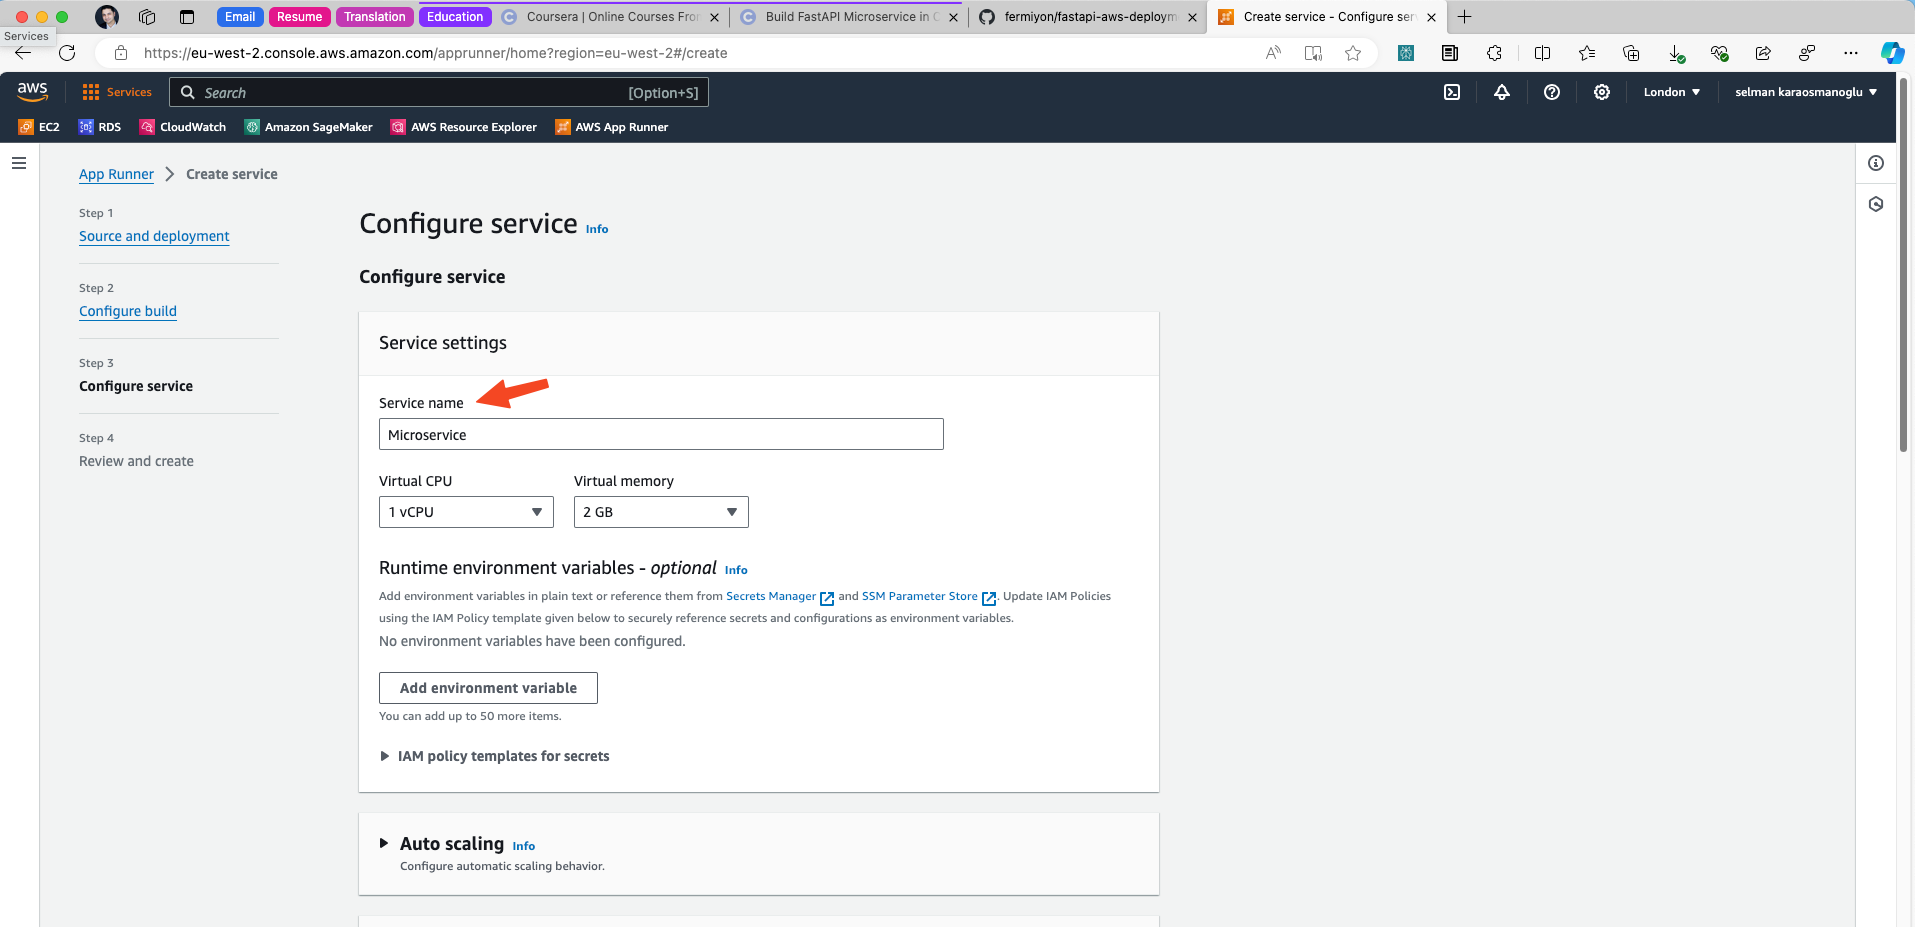 Email
Resume
Translation
Education
Coursera | Online Courses Fro
Build FastAPI Microservice in
fermiyon/fastapi-aws-deploym
Create service - Configure ser
Services
https://eu-west-2.console.aws.amazon.com/apprunner/home?region=eu-west-2#/create
aws
Services
Search
[Option+S]
London
selman karaosmanoglu
EC2
RDS
CloudWatch
Amazon SageMaker
AWS Resource Explorer
AWS App Runner
App Runner
Create service
Step 1
Source and deployment
Step 2
Configure build
Step 3
Configure service
Step 4
Review and create
Configure service Info
Configure service
Service settings
Service name
Microservice
Virtual CPU
Virtual memory
1 vCPU
2 GB
Runtime environment variables - optional Info
Add environment variables in plain text or reference them from Secrets Manager and SSM Parameter Store. Update IAM Policies
using the IAM Policy template given below to securely reference secrets and configurations as environment variables.
No environment variables have been configured.
Add environment variable
You can add up to 50 more items.
IAM policy templates for secrets
Auto scaling Info
Configure automatic scaling behavior.